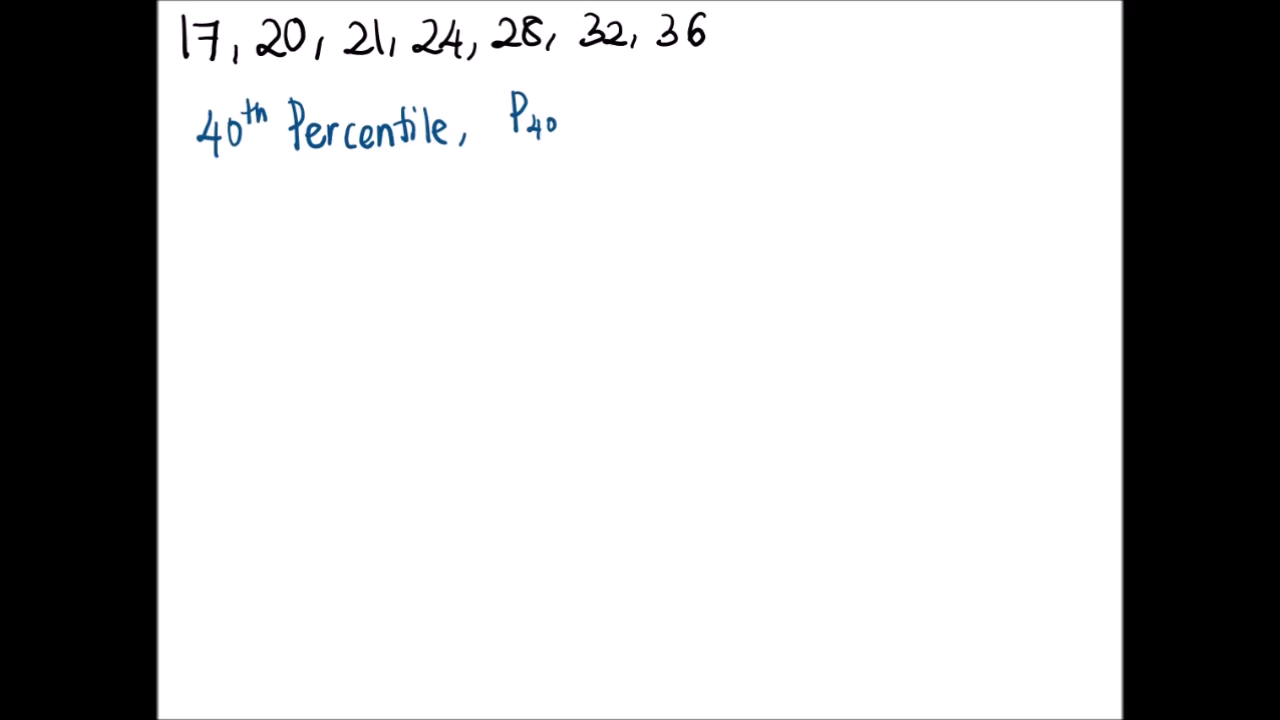 17, 20, 21, 24, 28, 32, 36
40th Percentile, P40